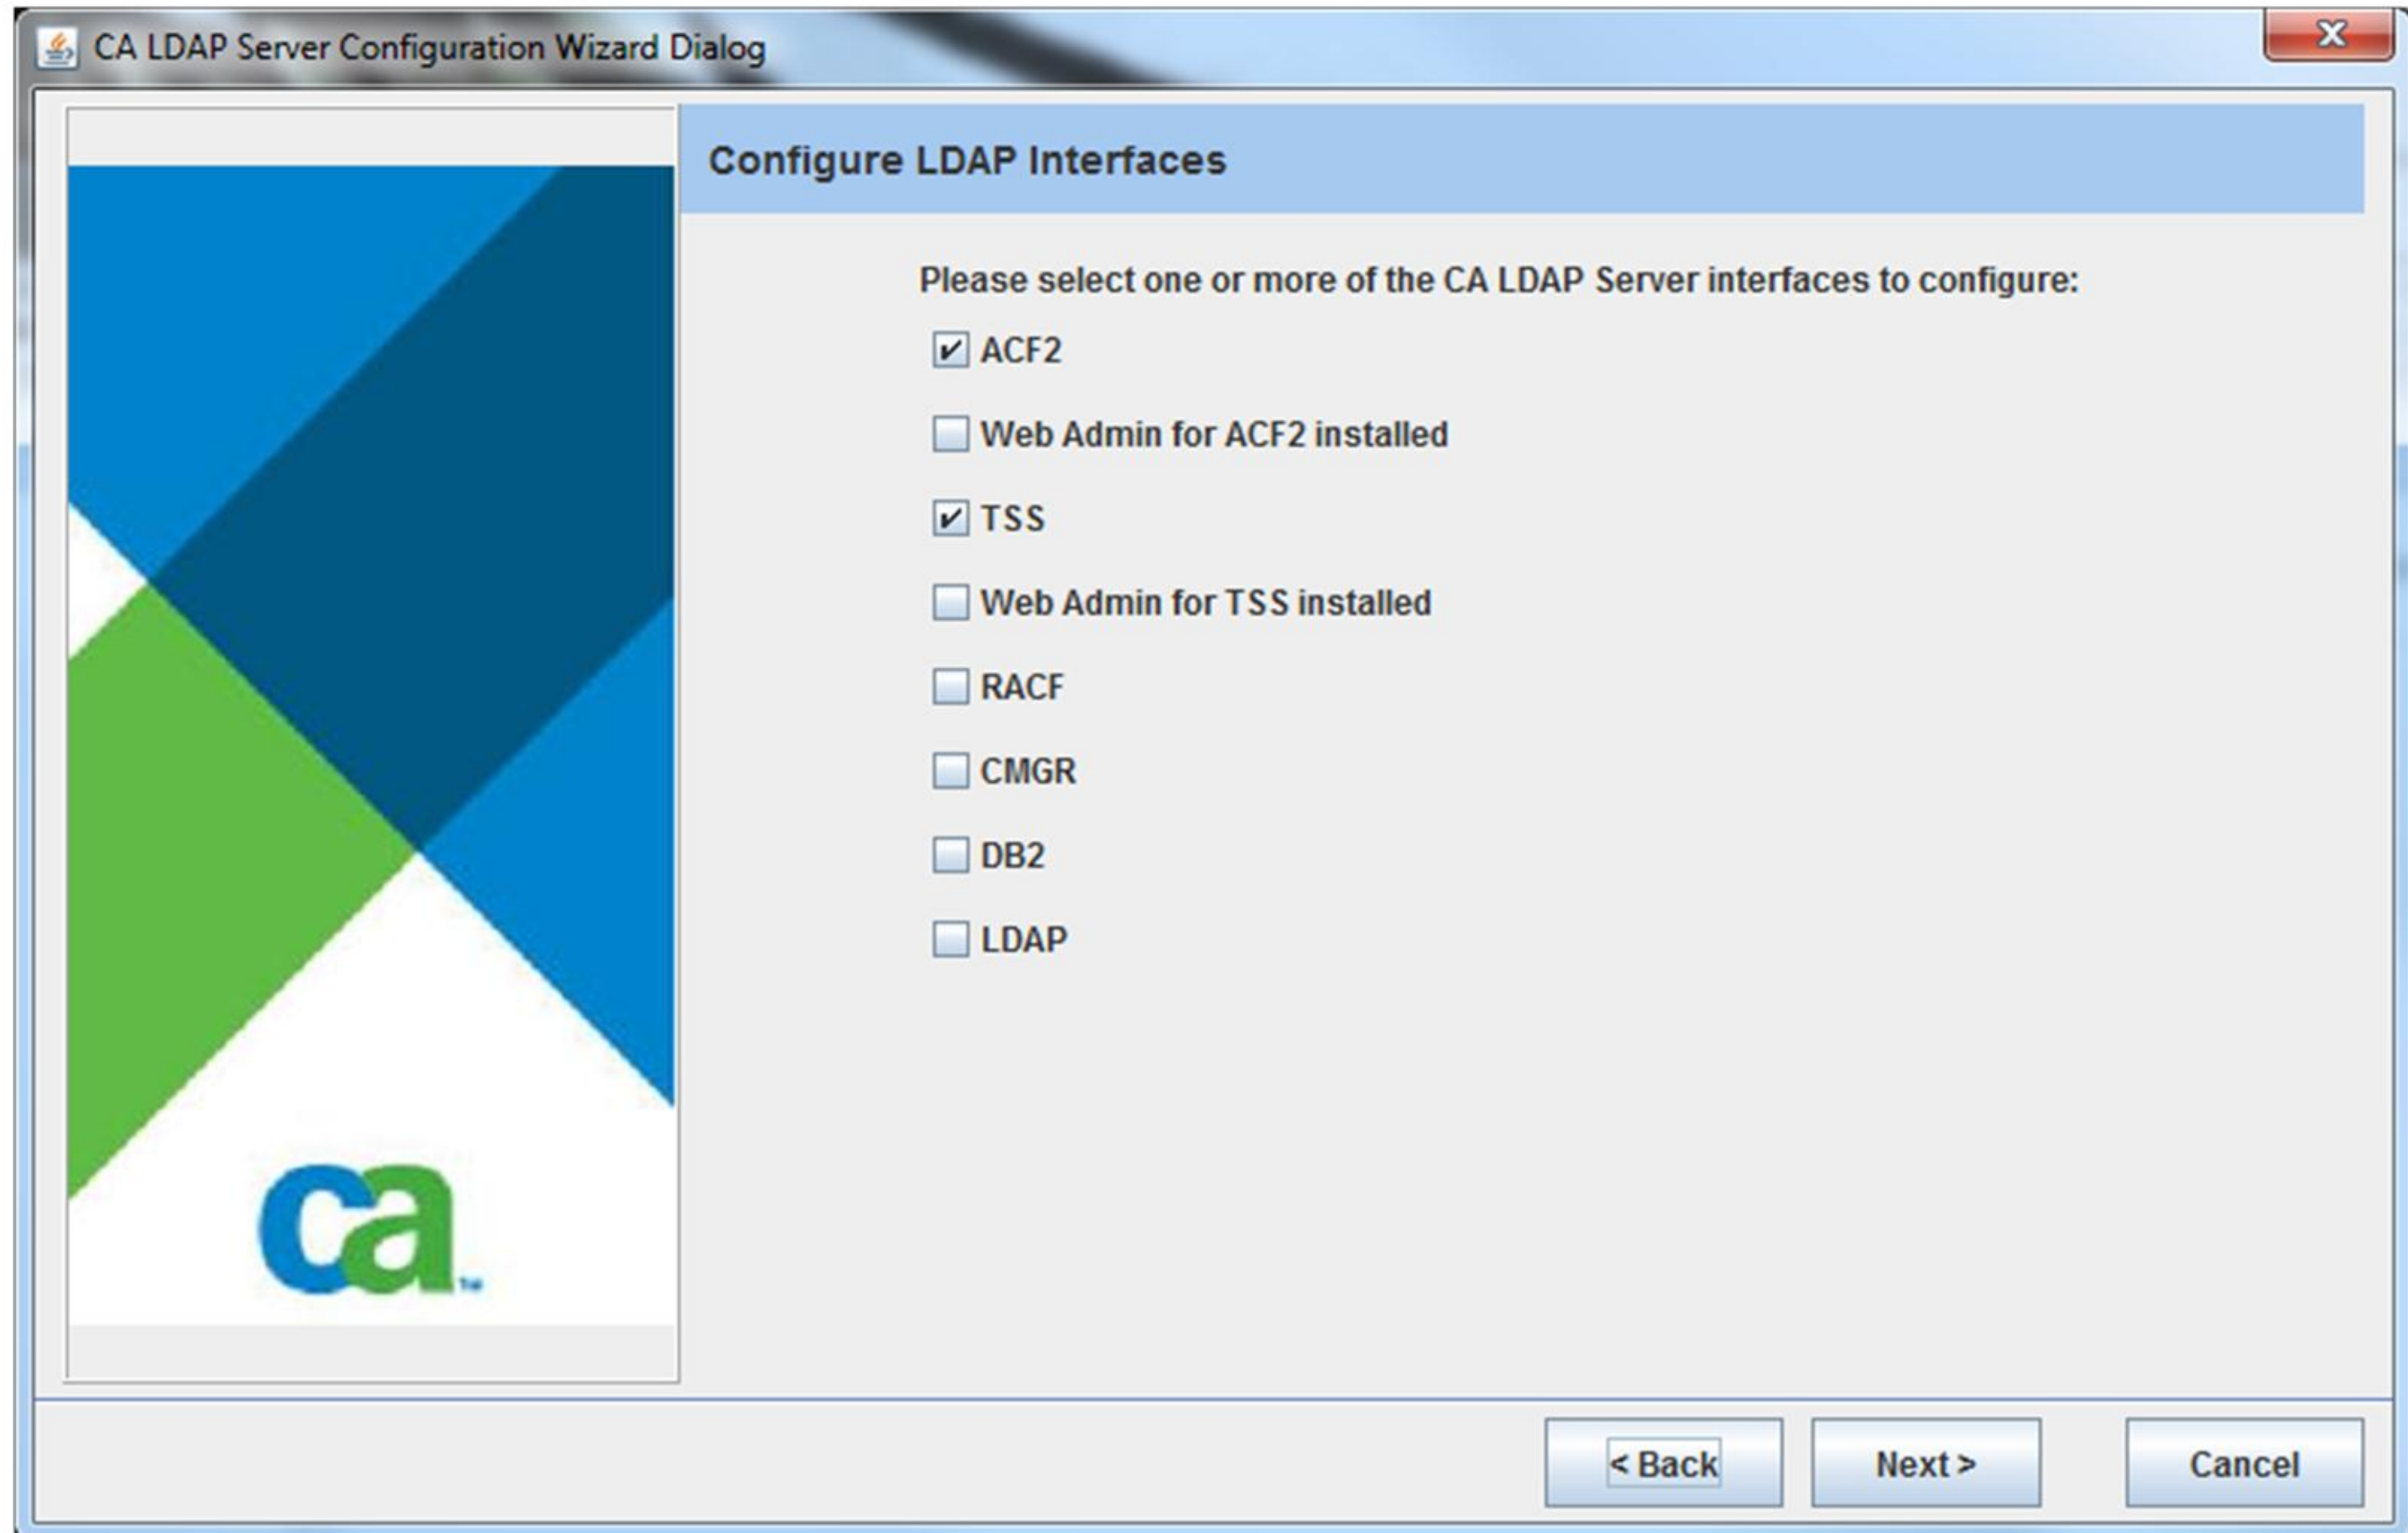 CA LDAP Server Configuration Wizard Dialog
Configure LDAP Interfaces
Please select one or more of the CA LDAP Server interfaces to configure:
ACF2
Web Admin for ACF2 installed
TSS
Web Admin for TSS installed
RACF
CMGR
DB2
LDAP
ca™
< Back Next > Cancel